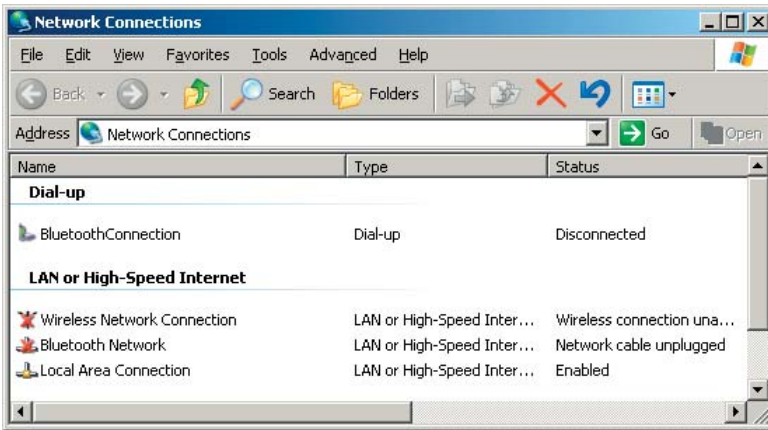 Network Connections
File Edit View Favorites Tools Advanced Help
Back Search Folders
Address Network Connections Go Open
Name Type Status
Dial-up
BluetoothConnection Dial-up Disconnected
LAN or High-Speed Internet
Wireless Network Connection LAN or High-Speed Inter... Wireless connection una...
Bluetooth Network LAN or High-Speed Inter... Network cable unplugged
Local Area Connection LAN or High-Speed Inter... Enabled